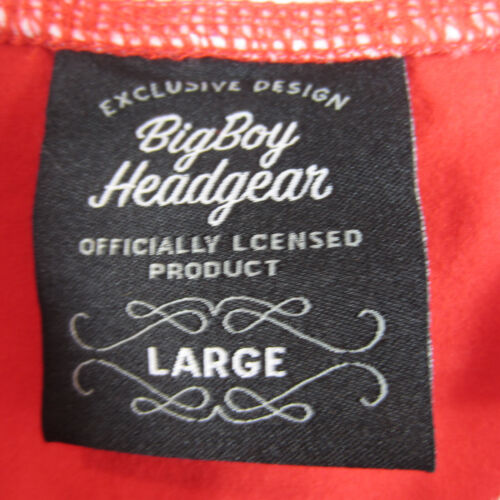 EXCLUSIVE DESIGN
BigBoy
Headgear
OFFICIALLY LCENSED
PRODUCT
LARGE